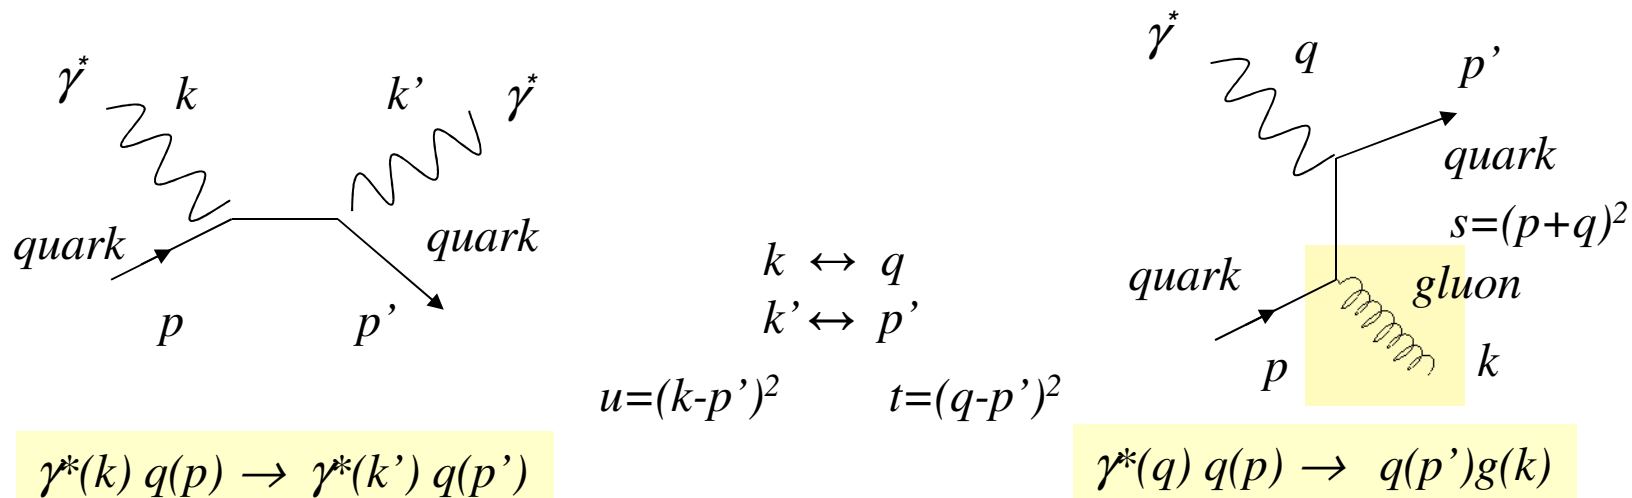 γ* k k’ γ*
quark quark
p p’
γ*(k) q(p) → γ*(k’) q(p’)
k ↔ q
k’ ↔ p’
u=(k-p’)² t=(q-p’)²
γ* q p’
quark
s=(p+q)²
quark gluon
p k
γ*(q) q(p) → q(p’)g(k)